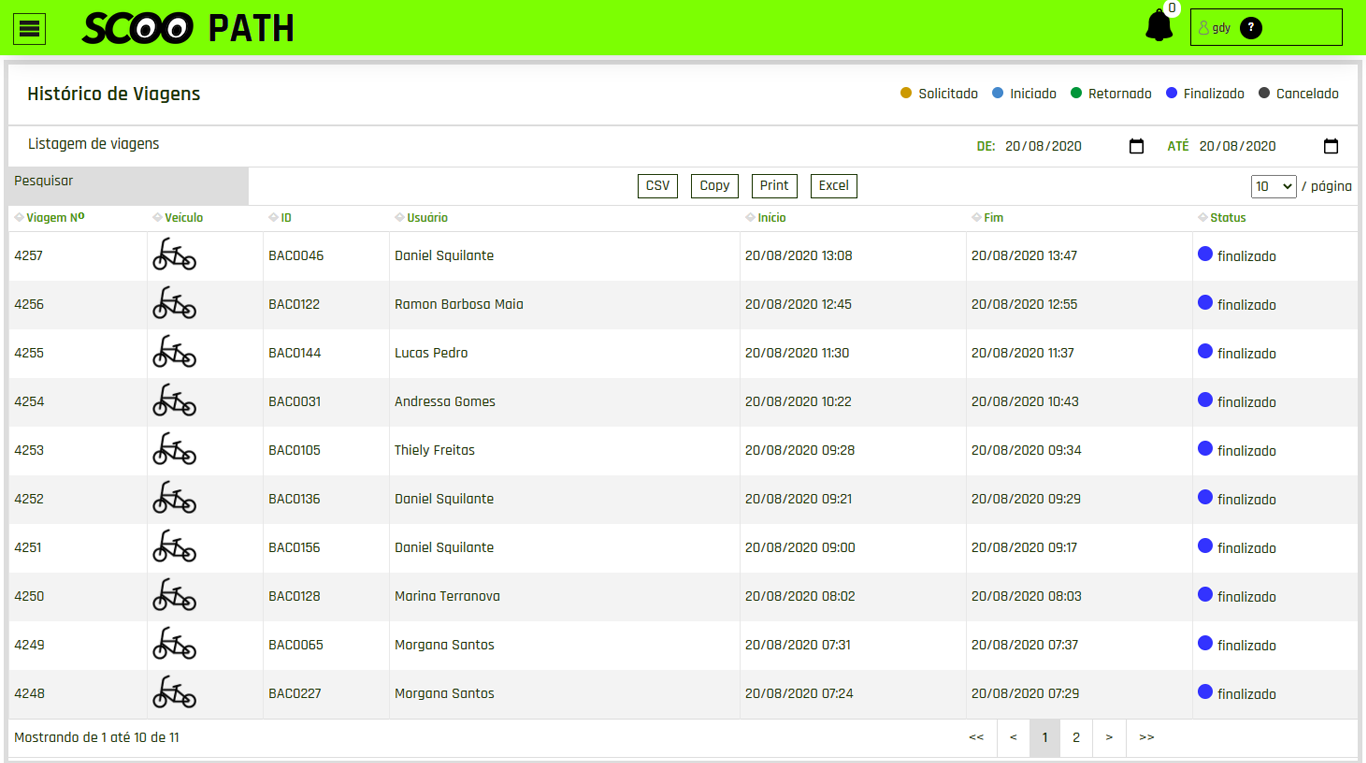 SCOO PATH
0
gdy ?
Histórico de Viagens
Solicitado Iniciado Retornado Finalizado Cancelado
Listagem de viagens DE: 20/08/2020 ATÉ 20/08/2020
Pesquisar CSV Copy Print Excel 10 / página
Viagem Nº Veículo ID Usuário Início Fim Status
4257 BAC0046 Daniel Squilante 20/08/2020 13:08 20/08/2020 13:47 finalizado
4256 BAC0122 Ramon Barbosa Maia 20/08/2020 12:45 20/08/2020 12:55 finalizado
4255 BAC0144 Lucas Pedro 20/08/2020 11:30 20/08/2020 11:37 finalizado
4254 BAC0031 Andressa Gomes 20/08/2020 10:22 20/08/2020 10:43 finalizado
4253 BAC0105 Thiely Freitas 20/08/2020 09:28 20/08/2020 09:34 finalizado
4252 BAC0136 Daniel Squilante 20/08/2020 09:21 20/08/2020 09:29 finalizado
4251 BAC0156 Daniel Squilante 20/08/2020 09:00 20/08/2020 09:17 finalizado
4250 BAC0128 Marina Terranova 20/08/2020 08:02 20/08/2020 08:03 finalizado
4249 BAC0065 Morgana Santos 20/08/2020 07:31 20/08/2020 07:37 finalizado
4248 BAC0227 Morgana Santos 20/08/2020 07:24 20/08/2020 07:29 finalizado
Mostrando de 1 até 10 de 11 << < 1 2 > >>